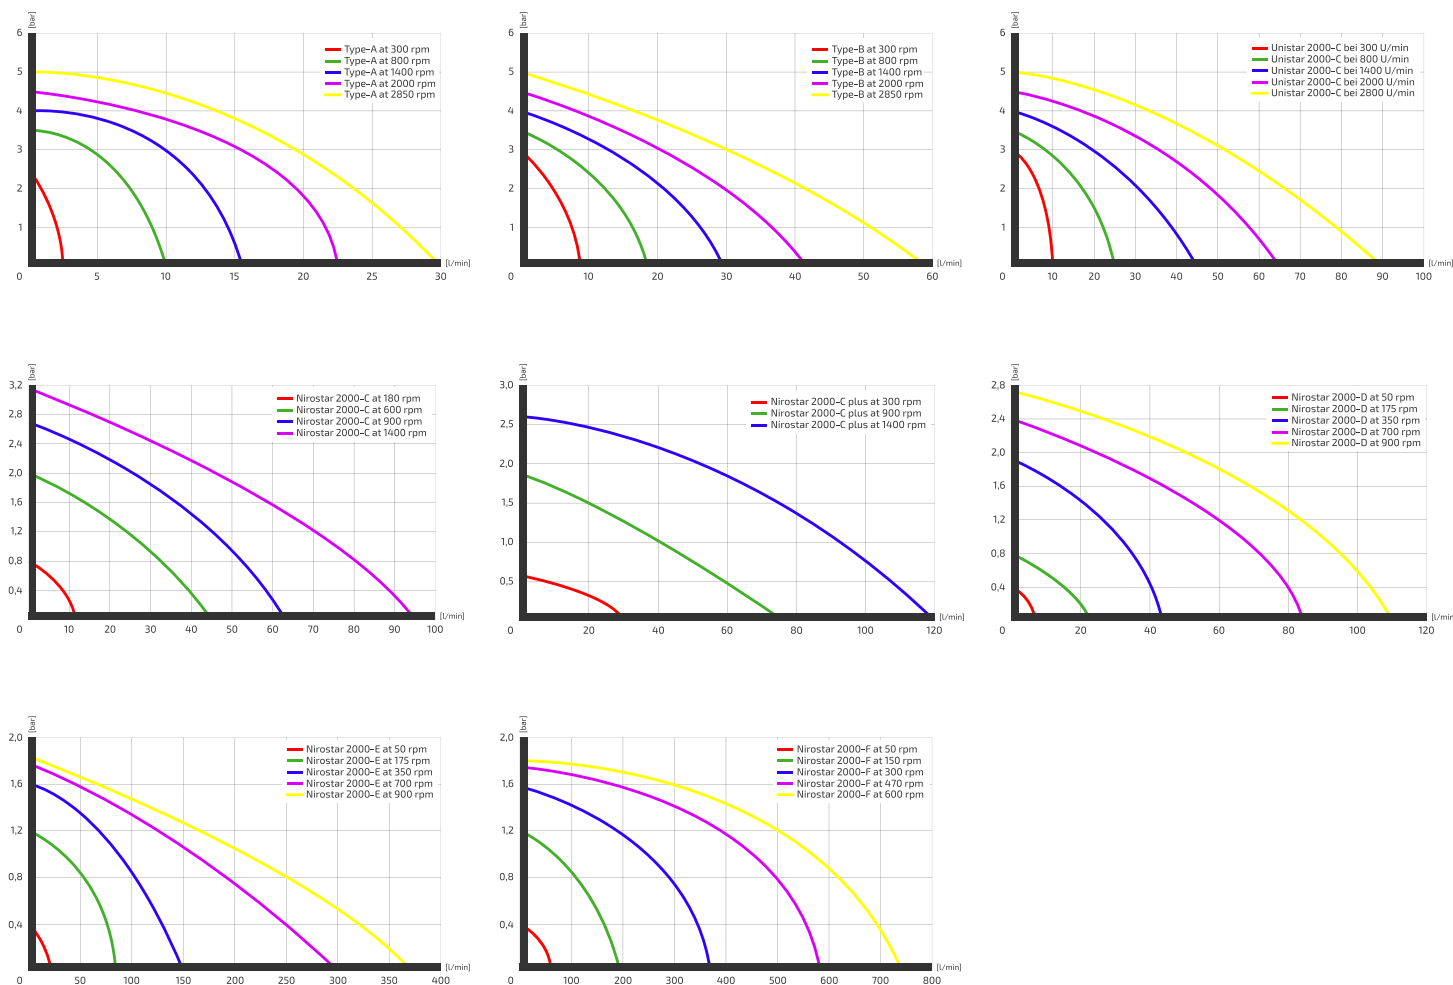 [bar]
6
5
4
3
2
1
0
5
10
15
20
25
30
[l/min]
Type-A at 300 rpm
Type-A at 800 rpm
Type-A at 1400 rpm
Type-A at 2000 rpm
Type-A at 2850 rpm
[bar]
6
5
4
3
2
1
0
10
20
30
40
50
60
[l/min]
Type-B at 300 rpm
Type-B at 800 rpm
Type-B at 1400 rpm
Type-B at 2000 rpm
Type-B at 2850 rpm
[bar]
6
5
4
3
2
1
0
10
20
30
40
50
60
70
80
90
100
[l/min]
Unistar 2000-C bei 300 U/min
Unistar 2000-C bei 800 U/min
Unistar 2000-C bei 1400 U/min
Unistar 2000-C bei 2000 U/min
Unistar 2000-C bei 2800 U/min
[bar]
3,2
2,8
2,4
2,0
1,6
1,2
0,8
0,4
0
10
20
30
40
50
60
70
80
90
100
[l/min]
Nirostar 2000-C at 180 rpm
Nirostar 2000-C at 600 rpm
Nirostar 2000-C at 900 rpm
Nirostar 2000-C at 1400 rpm
[bar]
3,0
2,5
2,0
1,5
1,0
0,5
0
20
40
60
80
100
120
[l/min]
Nirostar 2000-C plus at 300 rpm
Nirostar 2000-C plus at 900 rpm
Nirostar 2000-C plus at 1400 rpm
[bar]
2,8
2,4
2,0
1,6
1,2
0,8
0,4
0
20
40
60
80
100
120
[l/min
Nirostar 2000-D at 50 rpm
Nirostar 2000-D at 175 rpm
Nirostar 2000-D at 350 rpm
Nirostar 2000-D at 700 rpm
Nirostar 2000-D at 900 rpm
[bar]
2,0
1,6
1,2
0,8
0,4
0
50
100
150
200
250
300
350
400
[l/min]
Nirostar 2000-E at 50 rpm
Nirostar 2000-E at 175 rpm
Nirostar 2000-E at 350 rpm
Nirostar 2000-E at 700 rpm
Nirostar 2000-E at 900 rpm
[bar]
2,0
1,6
1,2
0,8
0,4
0
100
200
300
400
500
600
700
800
[l/min]
Nirostar 2000-F at 50 rpm
Nirostar 2000-F at 150 rpm
Nirostar 2000-F at 300 rpm
Nirostar 2000-F at 470 rpm
Nirostar 2000-F at 600 rpm